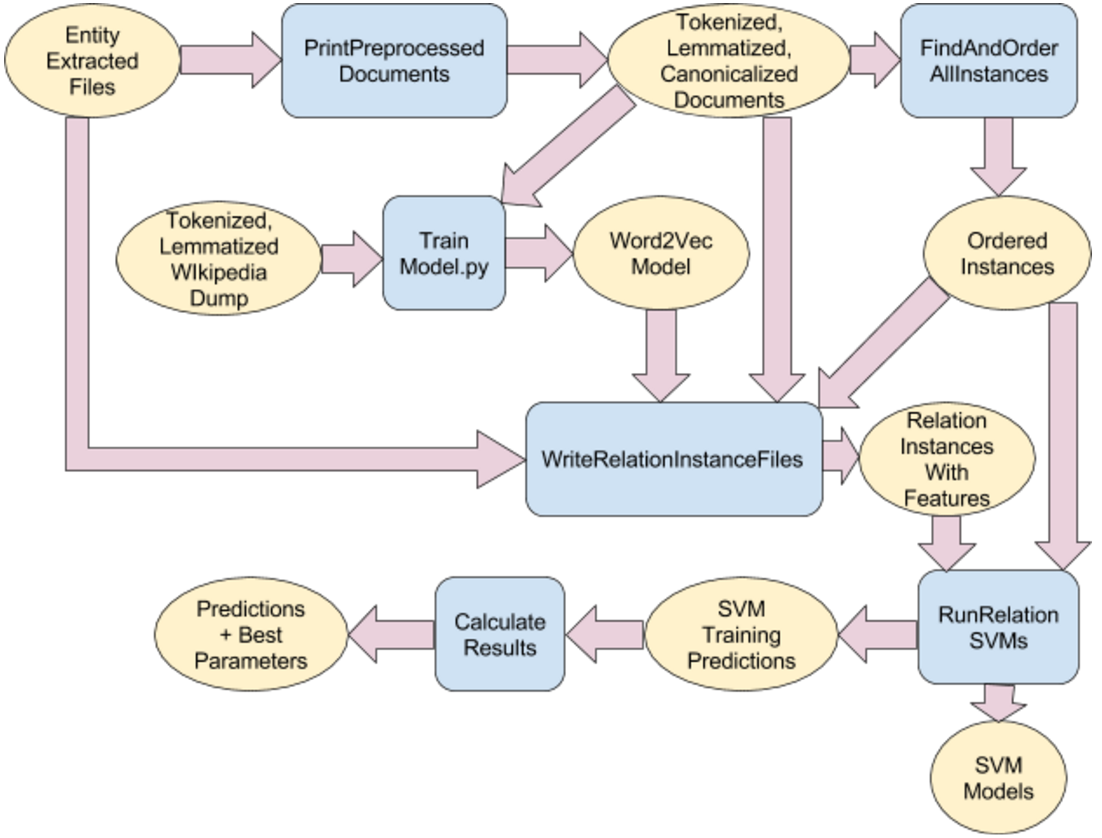 Entity
Extracted
Files
PrintPreprocessed
Documents
Tokenized,
Lemmatized,
Canonicalized
Documents
FindAndOrder
AllInstances
Tokenized,
Lemmatized
WIkipedia
Dump
Train
Model.py
Word2Vec
Model
Ordered
Instances
WriteRelationInstanceFiles
Relation
Instances
With
Features
Predictions
+ Best
Parameters
Calculate
Results
SVM
Training
Predictions
RunRelation
SVMs
SVM
Models